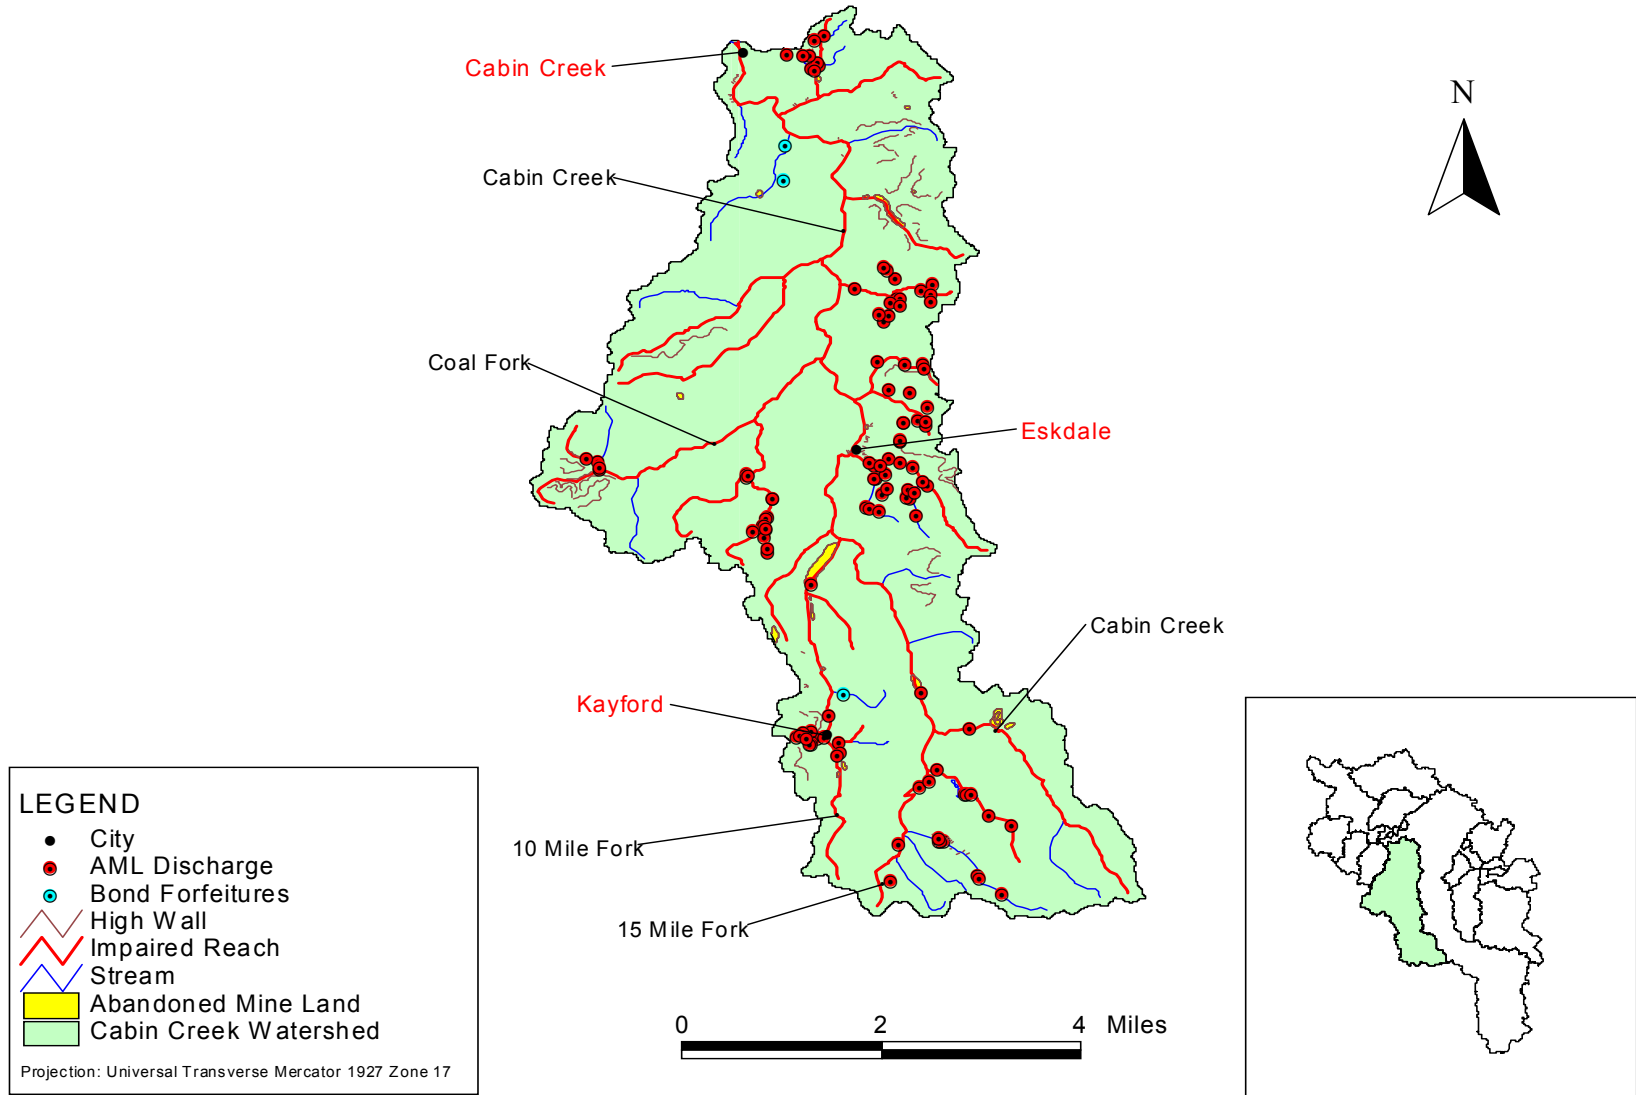 Cabin Creek
N
Cabin Creek
Coal Fork
Eskdale
Cabin Creek
Kayford
10 Mile Fork
15 Mile Fork
LEGEND
City
AML Discharge
Bond Forfeitures
High Wall
Impaired Reach
Stream
Abandoned Mine Land
Cabin Creek Watershed
Projection: Universal Transverse Mercator 1927 Zone 17
0 2 4 Miles